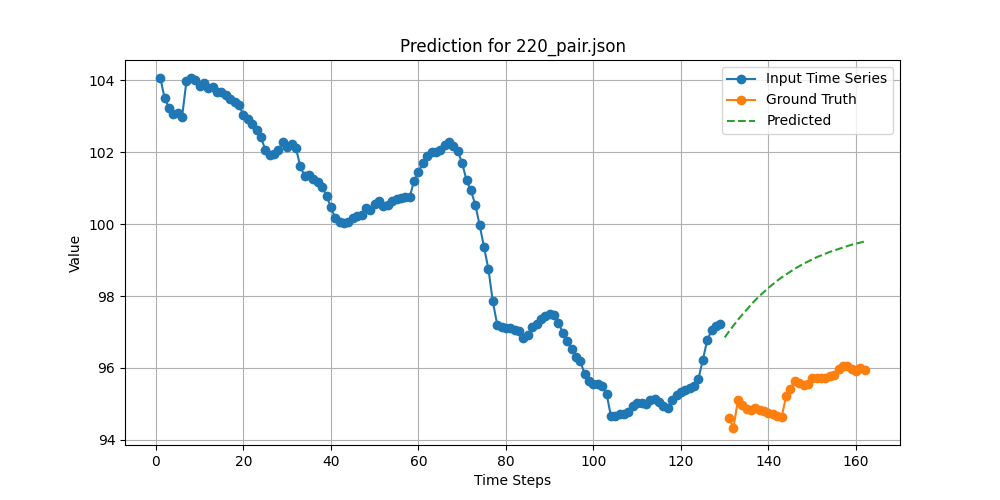 Prediction for 220_pair.json
Input Time Series
Ground Truth
Predicted
Value
104
102
100
98
96
94
0 20 40 60 80 100 120 140 160
Time Steps